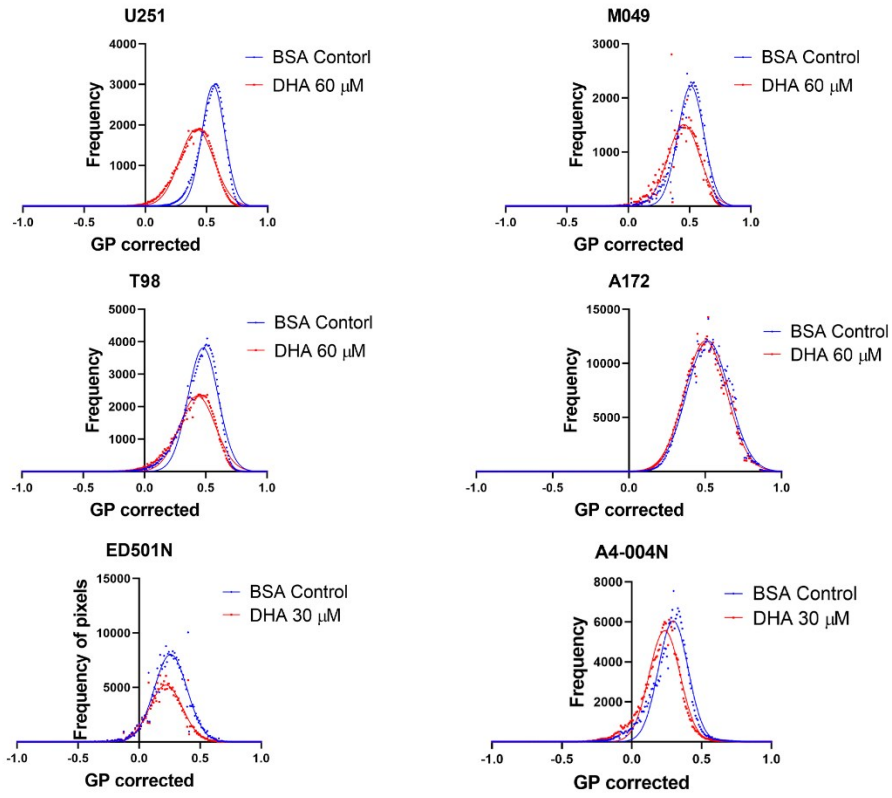 U251
4000
3000
2000
1000
Frequency
BSA Contorl
DHA 60 μM
-1.0 -0.5 0.0 0.5 1.0
GP corrected
M049
3000
2000
1000
Frequency
BSA Control
DHA 60 μM
-1.0 -0.5 0.0 0.5 1.0
GP corrected
T98
5000
4000
3000
2000
1000
Frequency
BSA Contorl
DHA 60 μM
-1.0 -0.5 0.0 0.5 1.0
GP corrected
A172
15000
10000
5000
Frequency
BSA Control
DHA 60 μM
-1.0 -0.5 0.0 0.5 1.0
GP corrected
ED501N
15000
10000
5000
Frequency of pixels
BSA Control
DHA 30 μM
-1.0 -0.5 0.0 0.5 1.0
GP corrected
A4-004N
8000
6000
4000
2000
Frequency
BSA Control
DHA 30 μM
-1.0 -0.5 0.0 0.5 1.0
GP corrected